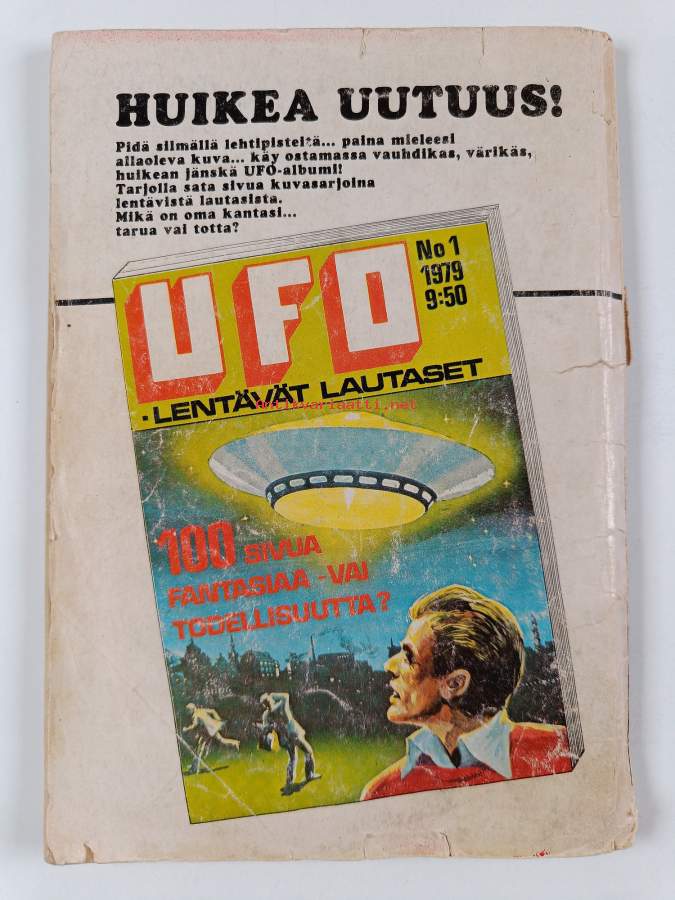 HUIKEA UUTUUS!
Pidä silmällä lehtipisteitä... paina mieleesi
allaoleva kuva... käy ostamassa vauhdikas, värikäs,
huikean jänskä UFO-albumi!
Tarjolla sata sivua kuvasarjoina
lentävistä lautasista.
Mikä on oma kantasi...
tarua vai totta?
No 1
1979
9:50
UFO
-LENTÄVÄT LAUTASET
antikvariaatti.net
100 SIVUA
FANTASIAA - VAI
TODELLISUUTTA?